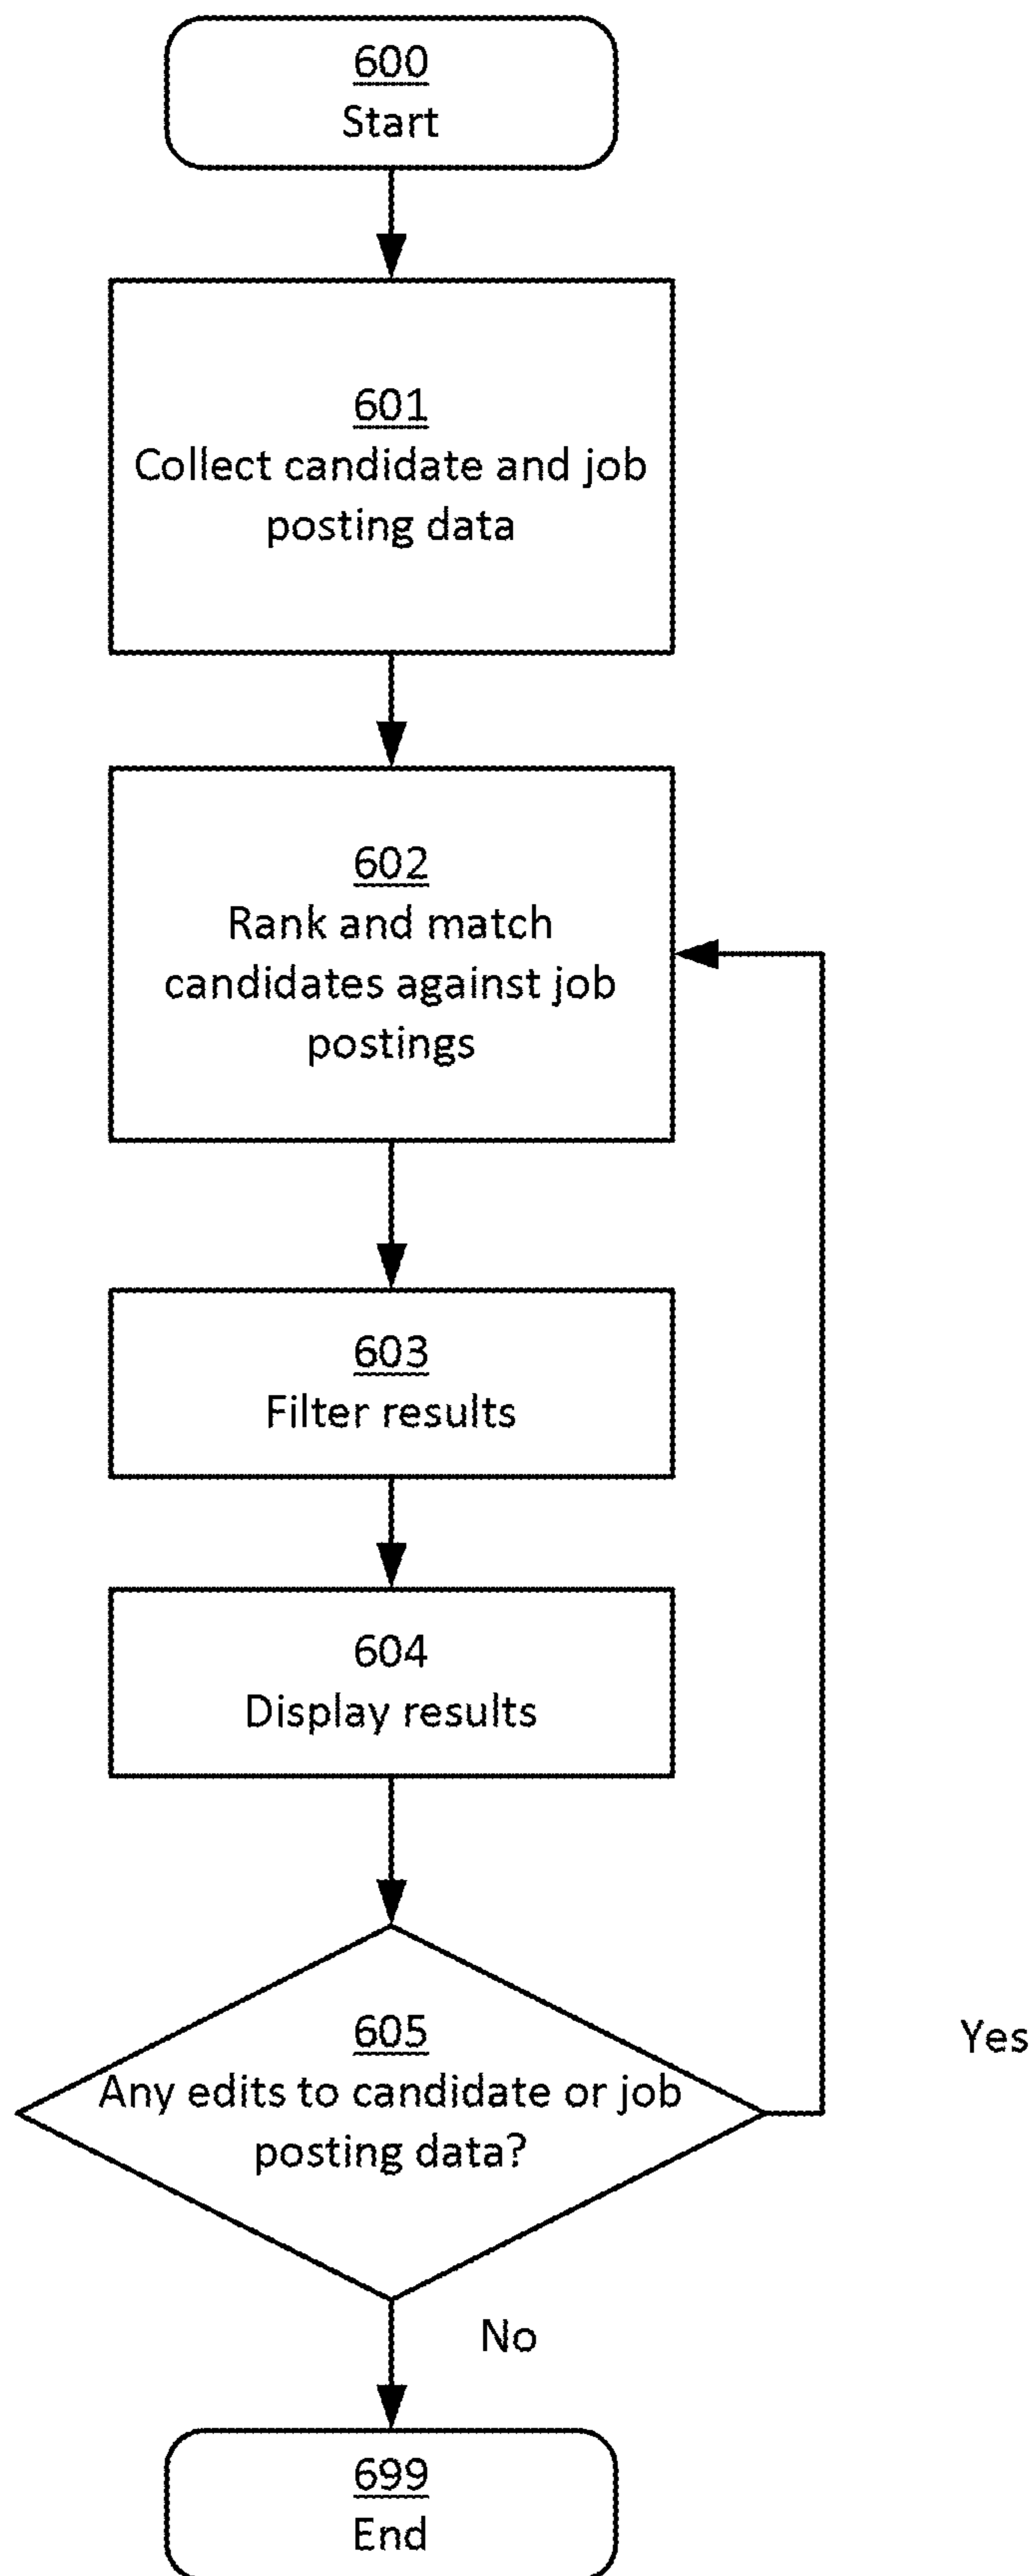 600
Start
601
Collect candidate and job
posting data
602
Rank and match
candidates against job
postings
603
Filter results
604
Display results
605
Any edits to candidate or job
posting data?
Yes
No
699
End